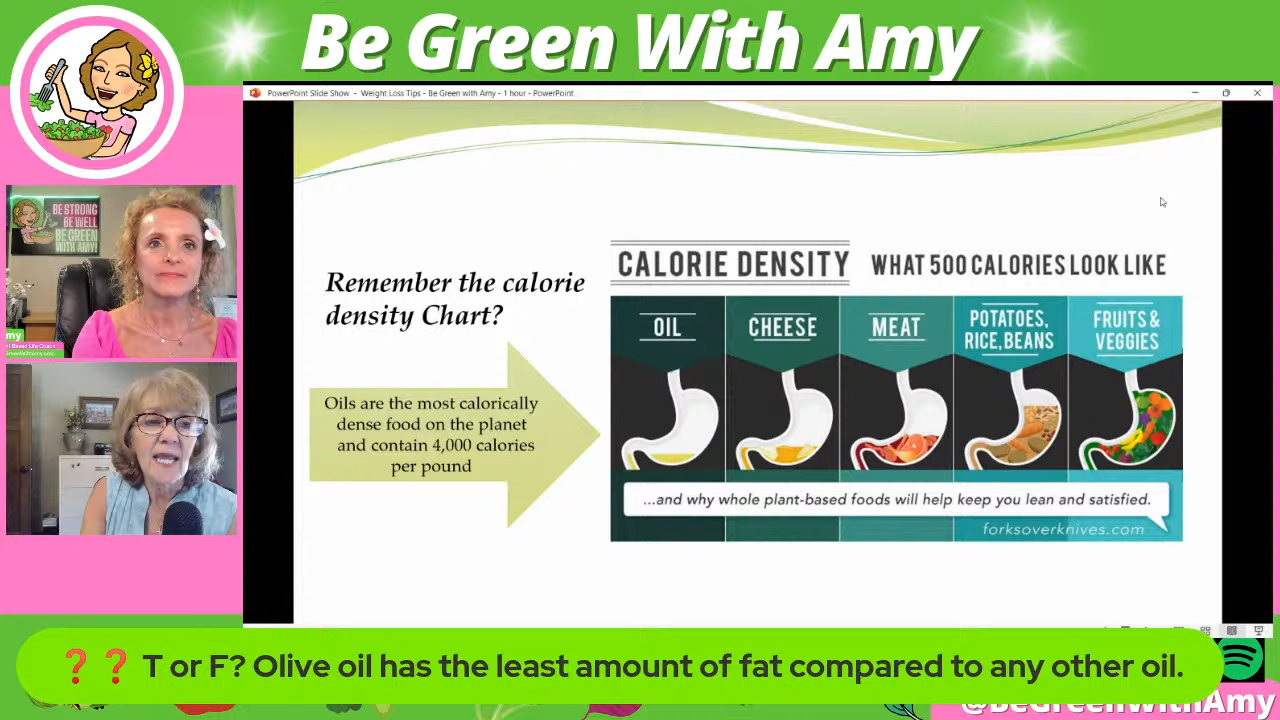 Be Green With Amy
PowerPoint Slide Show - Weight Loss Tips - Be Green with Amy - 1 hour - PowerPoint
BE STRONG
BE WELL
BE GREEN
WITH AMY!
my
Based Life Coach
Remember the calorie
density Chart?
Oils are the most calorically
dense food on the planet
and contain 4,000 calories
per pound
CALORIE DENSITY
WHAT 500 CALORIES LOOK LIKE
OIL
CHEESE
MEAT
POTATOES,
RICE, BEANS
FRUITS &
VEGGIES
...and why whole plant-based foods will help keep you lean and satisfied.
forksoverknives.com
❓❓ T or F? Olive oil has the least amount of fat compared to any other oil.
@BeGreenWithAmy